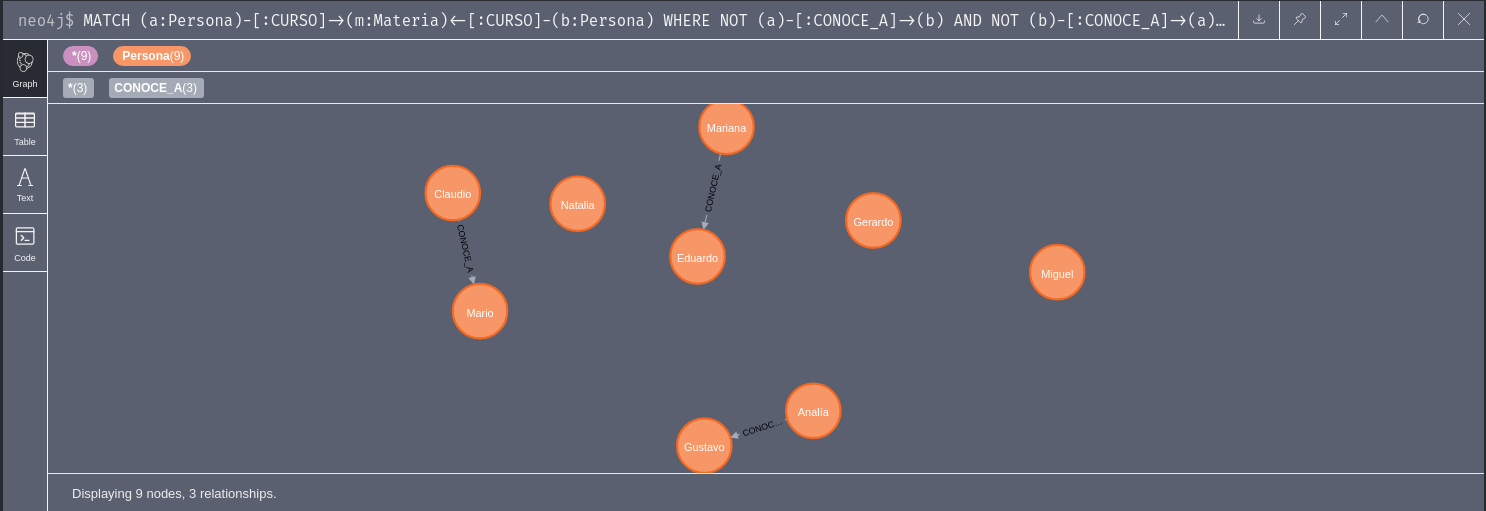 neo4j$ MATCH (a:Persona)-[:CURSO]->(m:Materia)<-[:CURSO]-(b:Persona) WHERE NOT (a)-[:CONOCE_A]->(b) AND NOT (b)-[:CONOCE_A]->(a)…
Graph
*(9) Persona(9)
*(3) CONOCE_A(3)
Table
Text
Code
Mariana
CONOCE_A
Claudio
Natalia
Gerardo
CONOCE_A
Eduardo
Miguel
Mario
Analía
CONOC...
Gustavo
Displaying 9 nodes, 3 relationships.